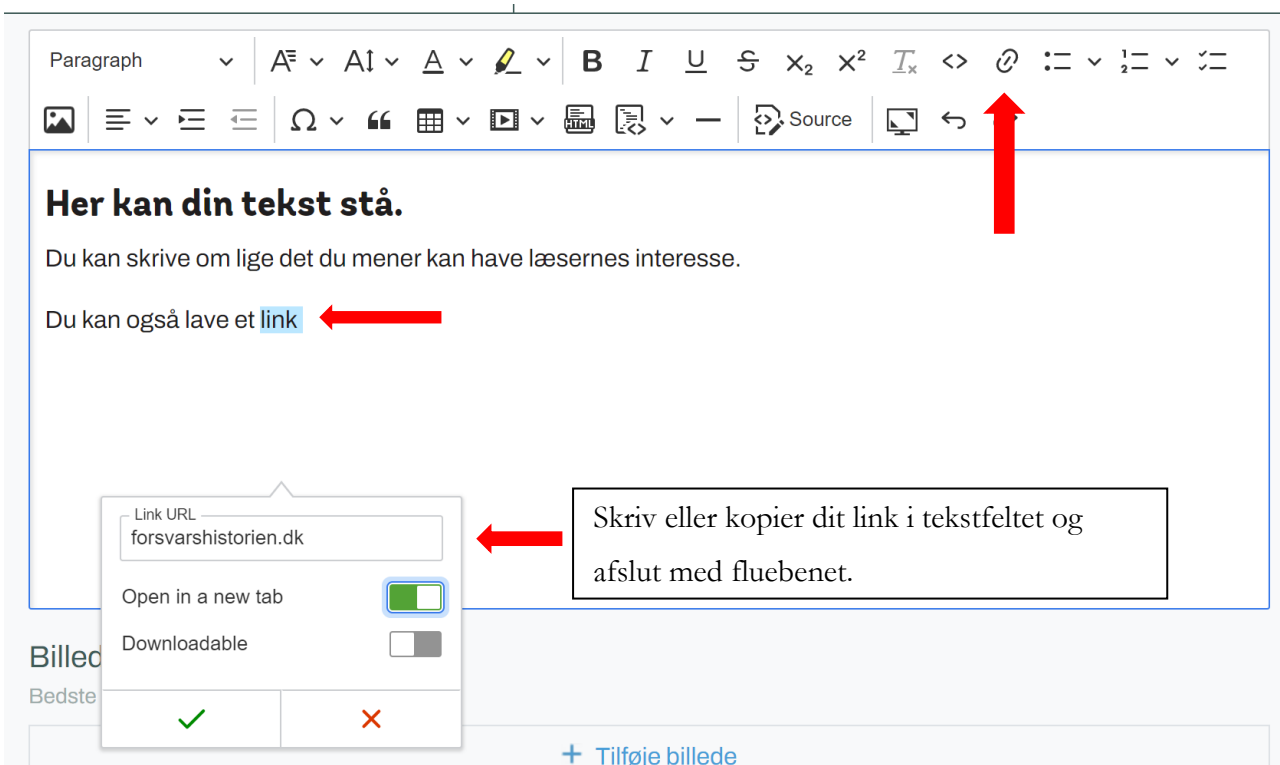 Paragraph
Source
Her kan din tekst stå.
Du kan skrive om lige det du mener kan have læsernes interesse.
Du kan også lave et link
Link URL
forsvarshistorien.dk
Skriv eller kopier dit link i tekstfeltet og
afslut med fluebenet.
Open in a new tab
Downloadable
Billed
Bedste
+ Tilføje billede